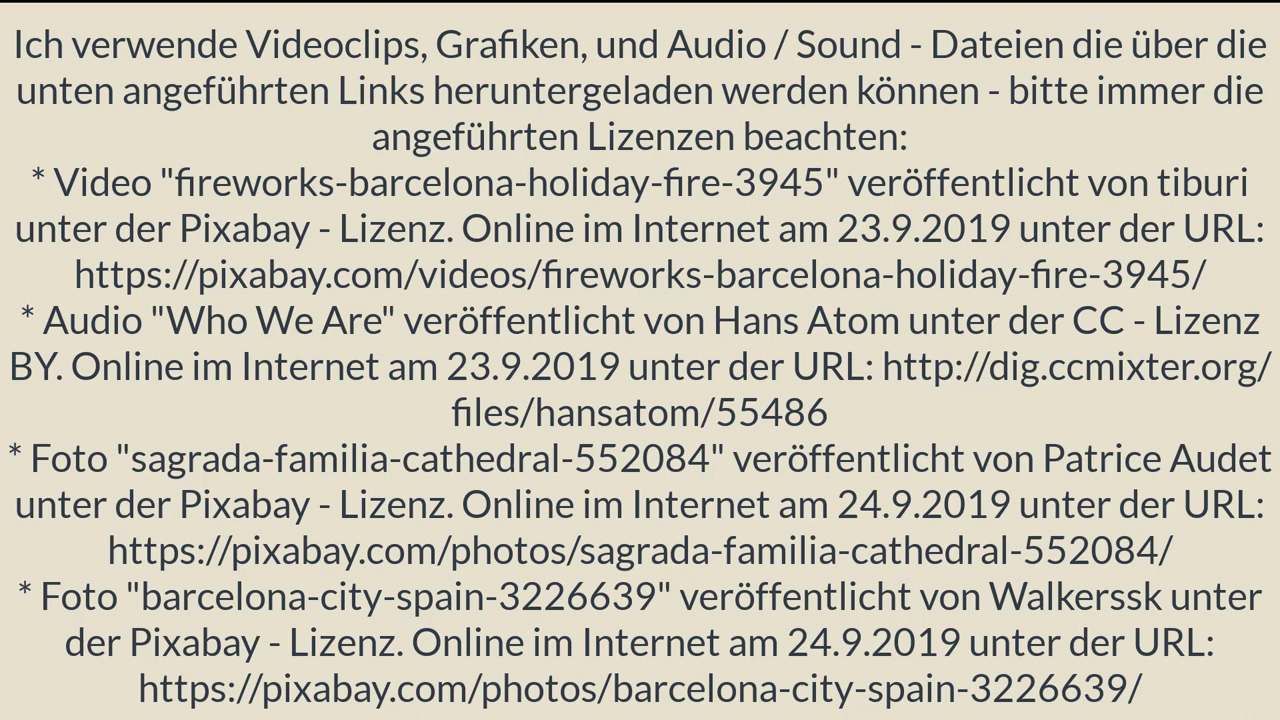 Ich verwende Videoclips, Grafiken, und Audio / Sound - Dateien die über die
unten angeführten Links heruntergeladen werden können - bitte immer die
angeführten Lizenzen beachten:
* Video "fireworks-barcelona-holiday-fire-3945" veröffentlicht von tiburi
unter der Pixabay - Lizenz. Online im Internet am 23.9.2019 unter der URL:
https://pixabay.com/videos/fireworks-barcelona-holiday-fire-3945/
* Audio "Who We Are" veröffentlicht von Hans Atom unter der CC - Lizenz
BY. Online im Internet am 23.9.2019 unter der URL: http://dig.ccmixter.org/
files/hansatom/55486
* Foto "sagrada-familia-cathedral-552084" veröffentlicht von Patrice Audet
unter der Pixabay - Lizenz. Online im Internet am 24.9.2019 unter der URL:
https://pixabay.com/photos/sagrada-familia-cathedral-552084/
* Foto "barcelona-city-spain-3226639" veröffentlicht von Walkerssk unter
der Pixabay - Lizenz. Online im Internet am 24.9.2019 unter der URL:
https://pixabay.com/photos/barcelona-city-spain-3226639/